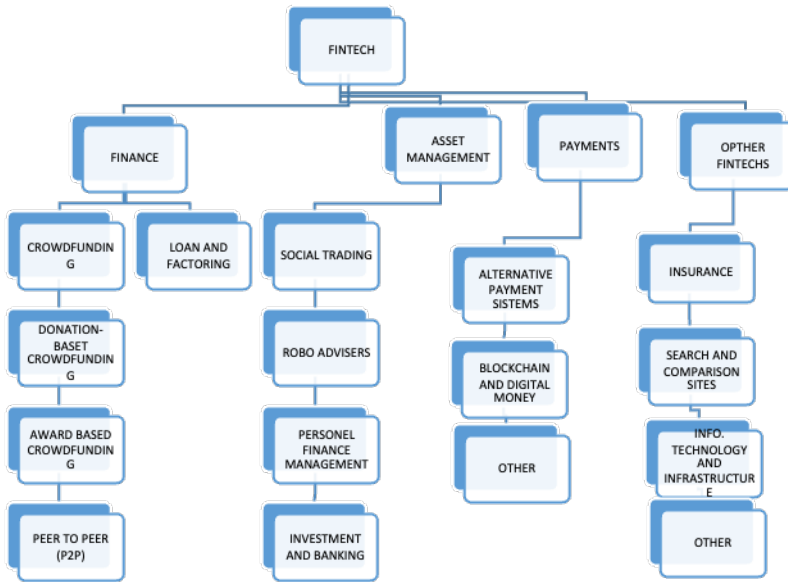 FINTECH
FINANCE
ASSET
MANAGEMENT
PAYMENTS
OPTHER
FINTECHS
CROWDFUNDIN
G
LOAN AND
FACTORING
SOCIAL TRADING
ALTERNATIVE
PAYMENT
SISTEMS
INSURANCE
DONATION-
BASET
CROWDFUNDIN
G
ROBO ADVISERS
BLOCKCHAIN
AND DIGITAL
MONEY
SEARCH AND
COMPARISON
SITES
AWARD BASED
CROWDFUNDIN
G
PERSONEL
FINANCE
MANAGEMENT
OTHER
INFO.
TECHNOLOGY
AND
INFRASTRUCTUR
E
PEER TO PEER
(P2P)
INVESTMENT
AND BANKING
OTHER